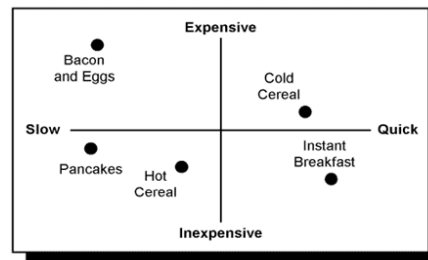 Expensive
Bacon
and Eggs
Cold
Cereal
Slow
Quick
Pancakes
Hot
Cereal
Instant
Breakfast
Inexpensive